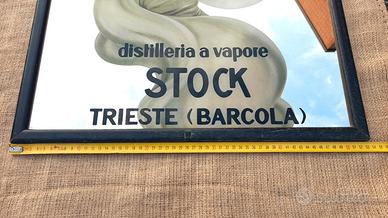 distilleria a vapore
STOCK
TRIESTE (BARCOLA)